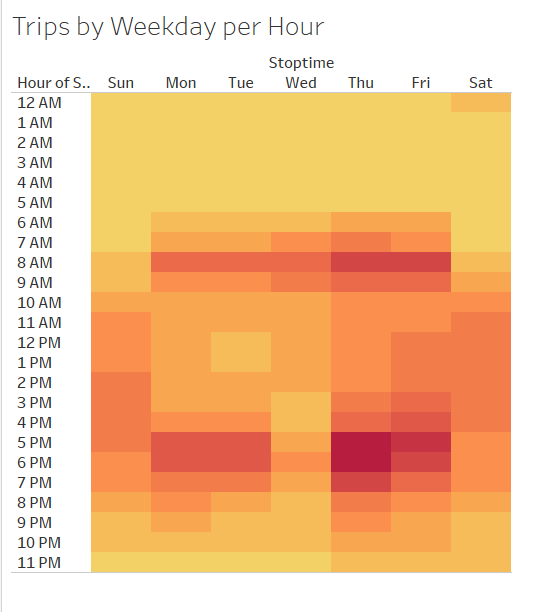 Trips by Weekday per Hour
Stoptime
Hour of S.. Sun Mon Tue Wed Thu Fri Sat
12 AM
1 AM
2 AM
3 AM
4 AM
5 AM
6 AM
7 AM
8 AM
9 AM
10 AM
11 AM
12 PM
1 PM
2 PM
3 PM
4 PM
5 PM
6 PM
7 PM
8 PM
9 PM
10 PM
11 PM